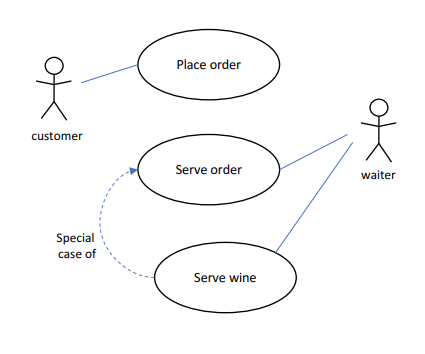 Place order
customer
Serve order
waiter
Special
case of
Serve wine